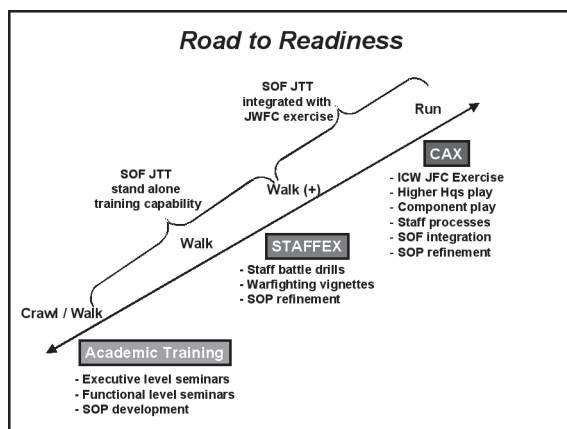 Road to Readiness
SOF JTT
integrated with
JWFC exercise
Run
SOF JTT
stand alone
training capability
Walk (+)
Walk
Crawl / Walk
CAX
- ICW JFC Exercise
- Higher Hqs play
- Component play
- Staff processes
- SOF integration
- SOP refinement
STAFFEX
- Staff battle drills
- Warfighting vignettes
- SOP refinement
Academic Training
- Executive level seminars
- Functional level seminars
- SOP development